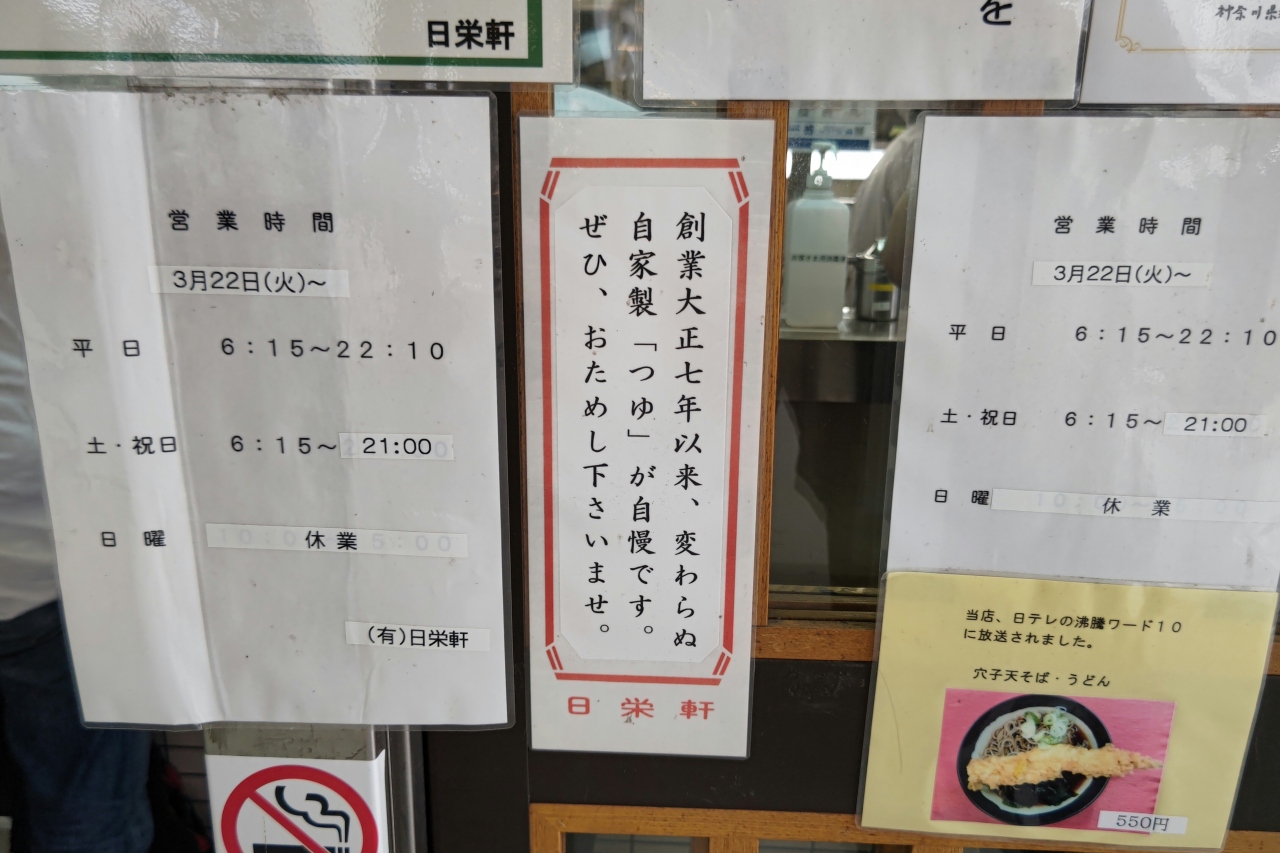 日栄軒
を
神奈川県
営業時間
3月22日(火)~
平日 6:15~22:10
土・祝日 6:15~21:00
日曜 休業
(有)日栄軒
創業大正七年以来、変わらぬ
自家製「つゆ」が自慢です。
ぜひ、おためし下さいませ。
日栄軒
営業時間
3月22日(火)~
平日 6:15~22:10
土・祝日 6:15~21:00
日曜 休業
当店、日テレの沸騰ワード10
に放送されました。
穴子天そば・うどん
550円